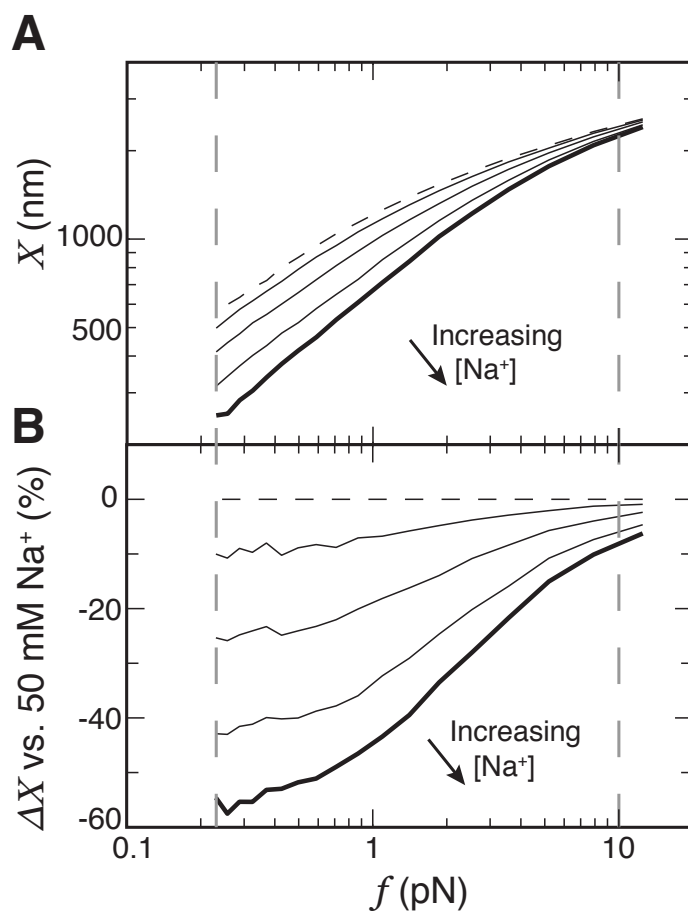 A
X (nm)
1000
500
Increasing
[Na⁺]
B
ΔX vs. 50 mM Na⁺ (%)
0
-20
-40
-60
Increasing
[Na⁺]
0.1
1
10
f (pN)